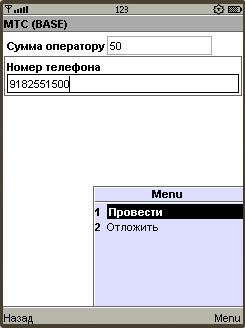 123
МТС (BASE)
Сумма оператору 50
Номер телефона
9182551500
Menu
1 Провести
2 Отложить
Назад Menu